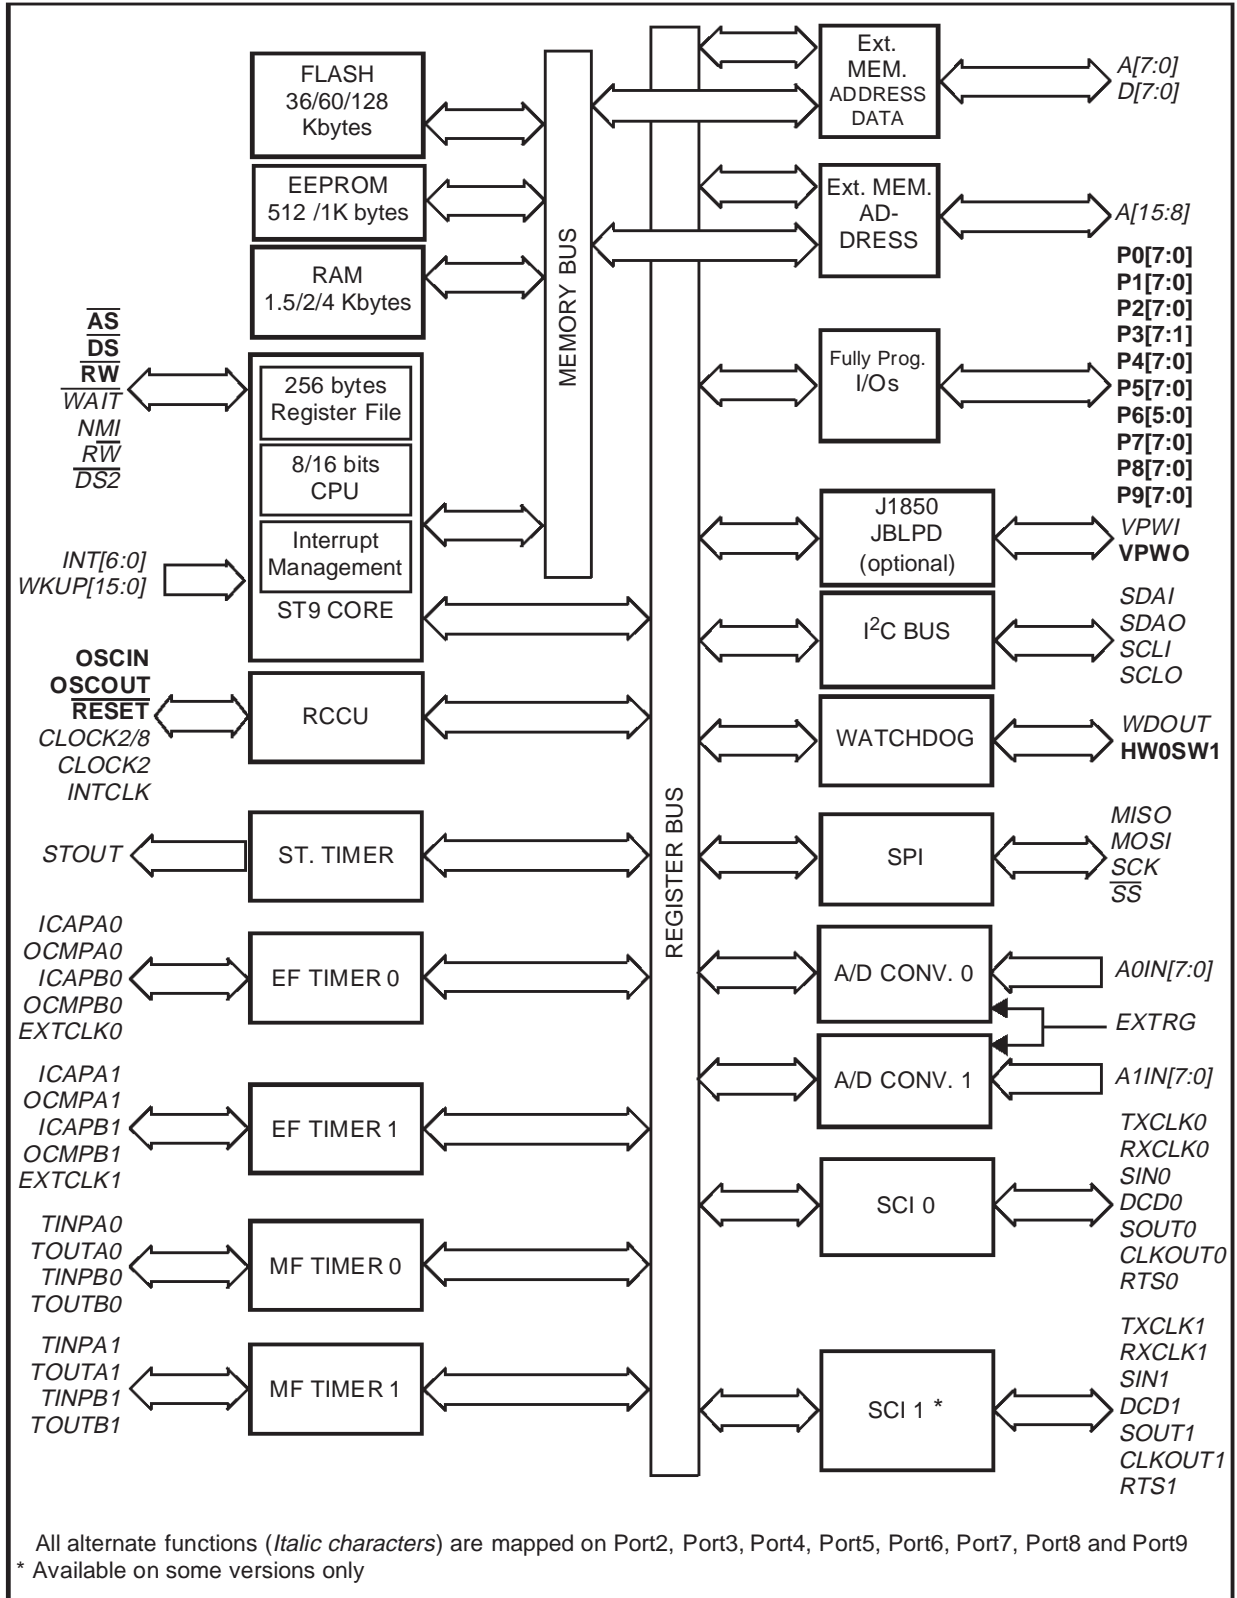 FLASH
36/60/128
Kbytes
EEPROM
512 /1K bytes
RAM
1.5/2/4 Kbytes
AS
DS
RW
WAIT
NMI
RW
DS2
256 bytes
Register File
8/16 bits
CPU
Interrupt
Management
ST9 CORE
INT[6:0]
WKUP[15:0]
OSCIN
OSCOUT
RESET
CLOCK2/8
CLOCK2
INTCLK
RCCU
STOUT
ST. TIMER
ICAPA0
OCMPA0
ICAPB0
OCMPB0
EXTCLK0
EF TIMER 0
ICAPA1
OCMPA1
ICAPB1
OCMPB1
EXTCLK1
EF TIMER 1
TINPA0
TOUTA0
TINPB0
TOUTB0
MF TIMER 0
TINPA1
TOUTA1
TINPB1
TOUTB1
MF TIMER 1
MEMORY BUS
REGISTER BUS
Ext.
MEM.
ADDRESS
DATA
A[7:0]
D[7:0]
Ext. MEM.
AD-
DRESS
A[15:8]
Fully Prog.
I/Os
P0[7:0]
P1[7:0]
P2[7:0]
P3[7:1]
P4[7:0]
P5[7:0]
P6[5:0]
P7[7:0]
P8[7:0]
P9[7:0]
J1850
JBLPD
(optional)
VPWI
VPWO
I2C BUS
SDAI
SDAO
SCLI
SCLO
WATCHDOG
WDOUT
HW0SW1
SPI
MISO
MOSI
SCK
SS
A/D CONV. 0
A0IN[7:0]
EXTRG
A/D CONV. 1
A1IN[7:0]
SCI 0
TXCLK0
RXCLK0
SIN0
DCD0
SOUT0
CLKOUT0
RTS0
SCI 1 *
TXCLK1
RXCLK1
SIN1
DCD1
SOUT1
CLKOUT1
RTS1
All alternate functions (Italic characters) are mapped on Port2, Port3, Port4, Port5, Port6, Port7, Port8 and Port9
* Available on some versions only